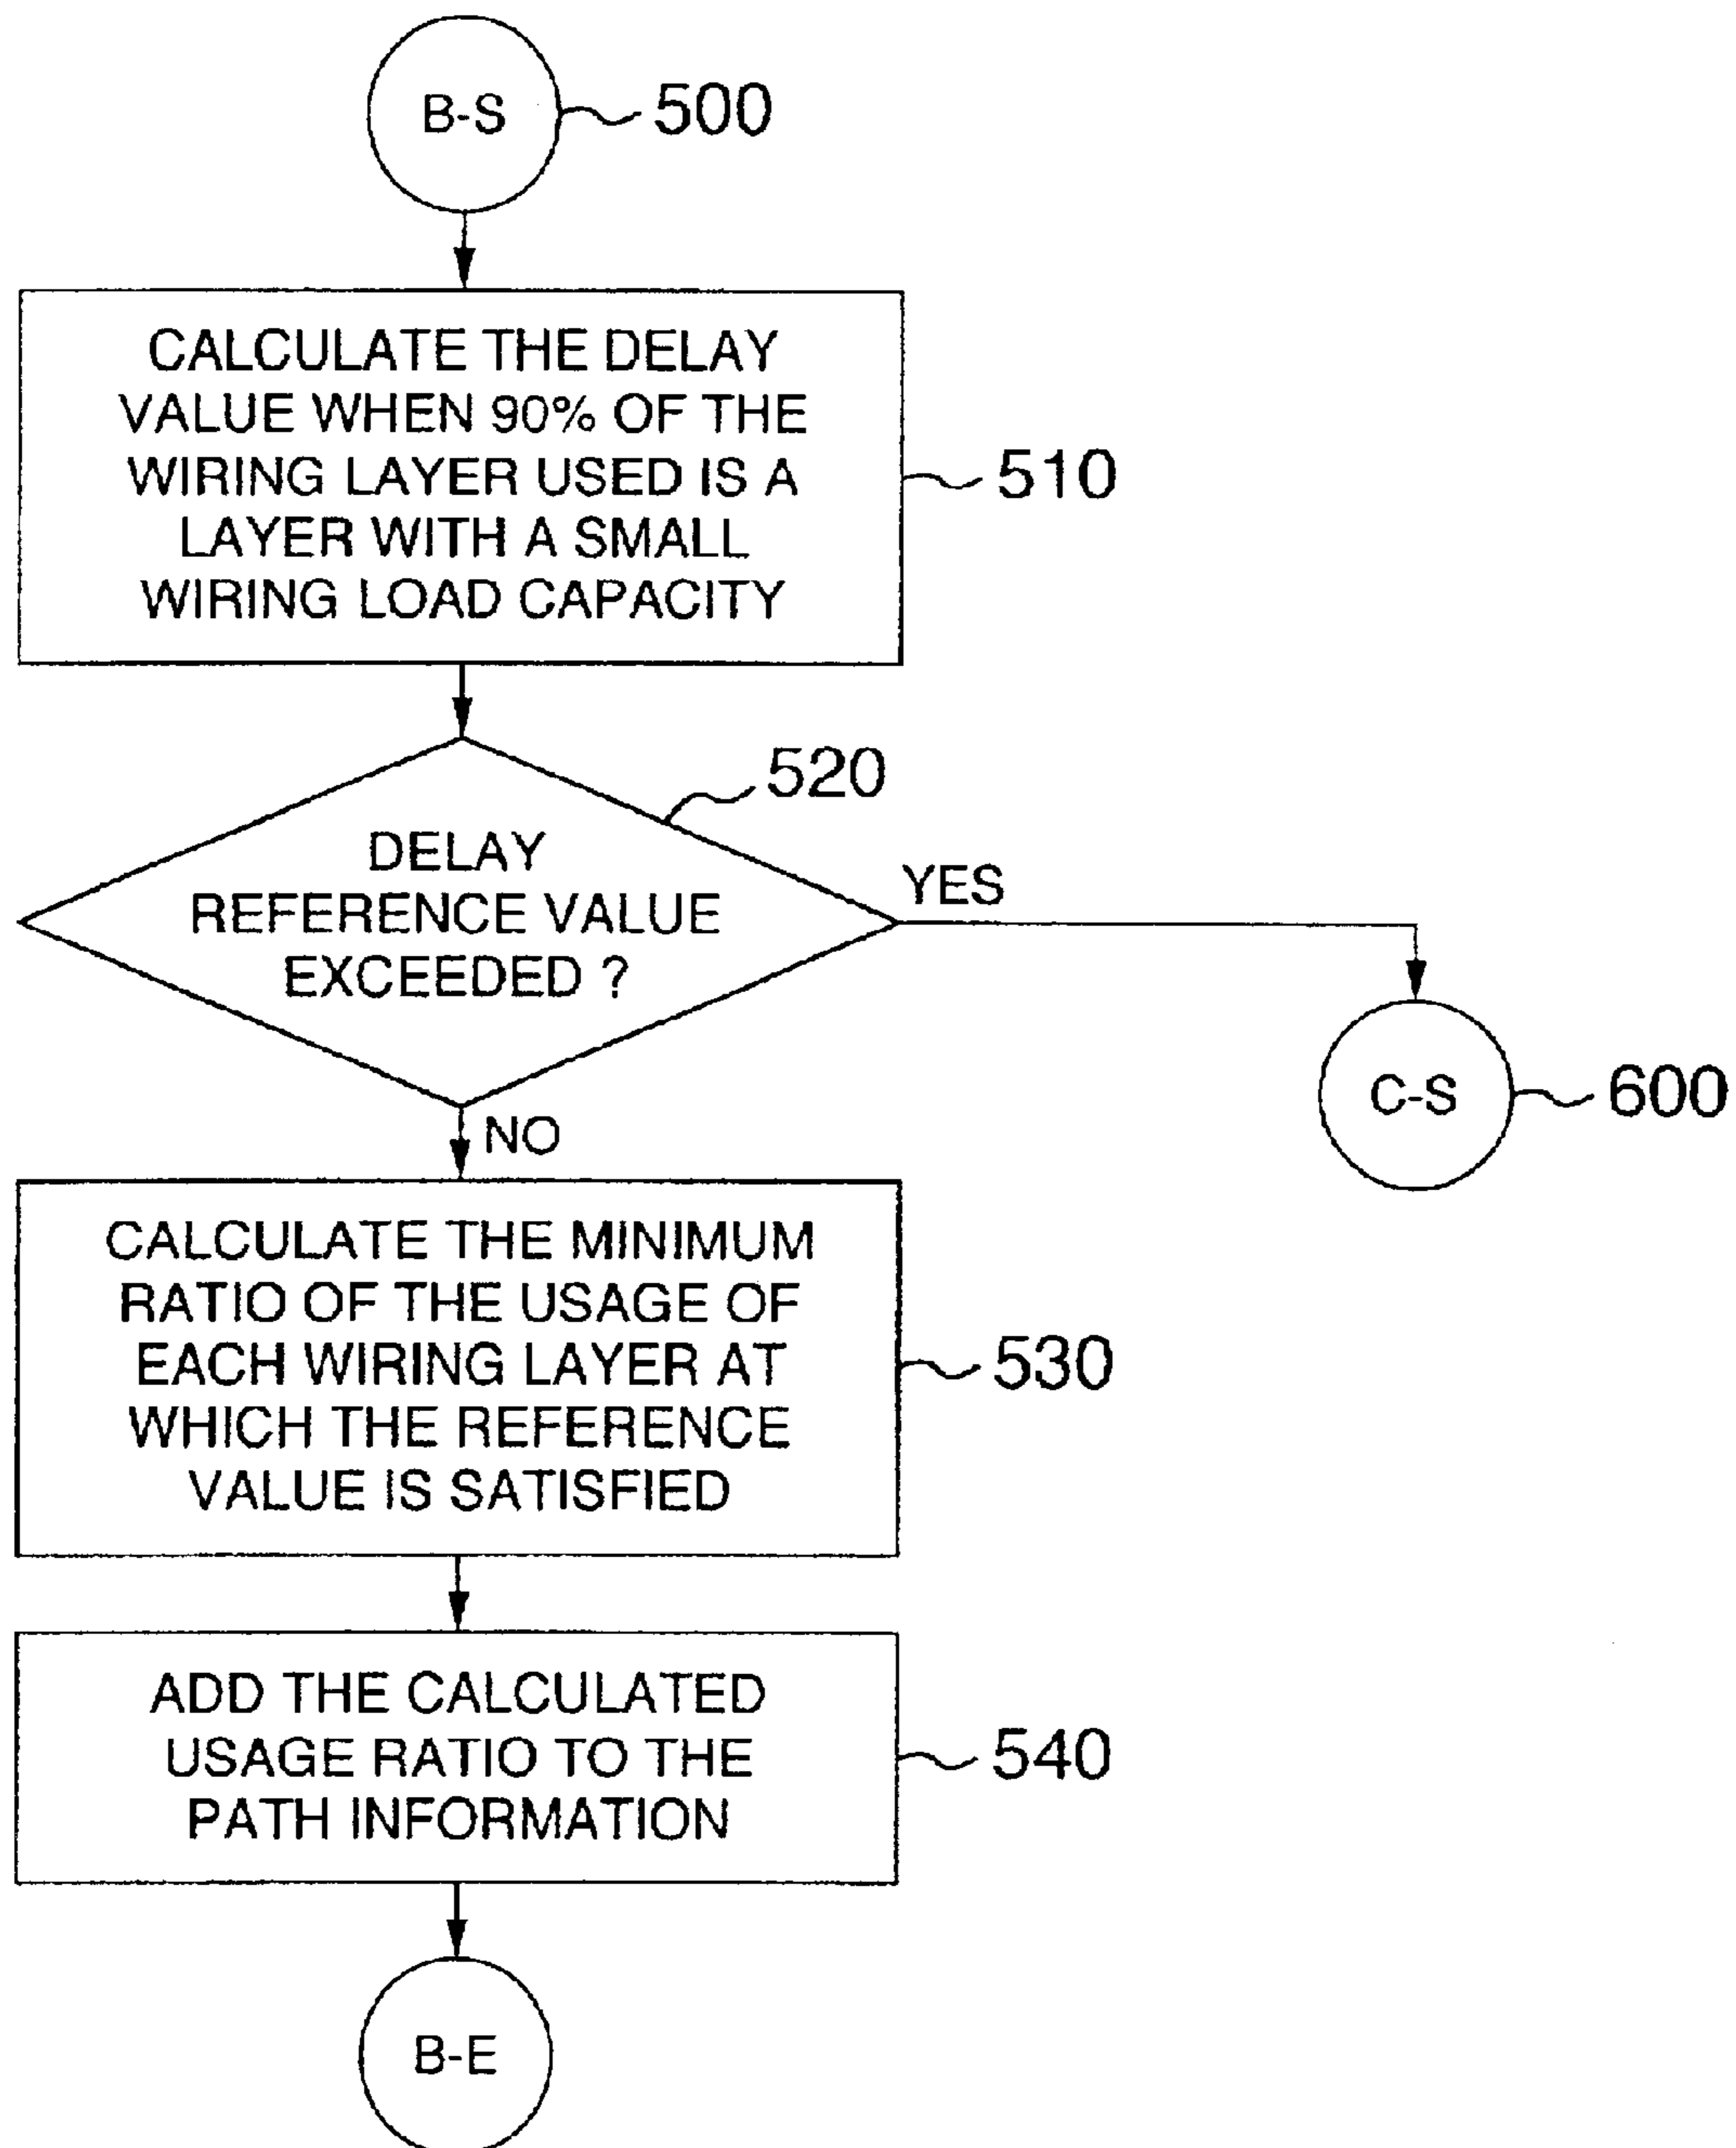 B-S
500
CALCULATE THE DELAY
VALUE WHEN 90% OF THE
WIRING LAYER USED IS A
LAYER WITH A SMALL
WIRING LOAD CAPACITY
510
520
DELAY
REFERENCE VALUE
EXCEEDED ?
YES
C-S
600
NO
CALCULATE THE MINIMUM
RATIO OF THE USAGE OF
EACH WIRING LAYER AT
WHICH THE REFERENCE
VALUE IS SATISFIED
530
ADD THE CALCULATED
USAGE RATIO TO THE
PATH INFORMATION
540
B-E